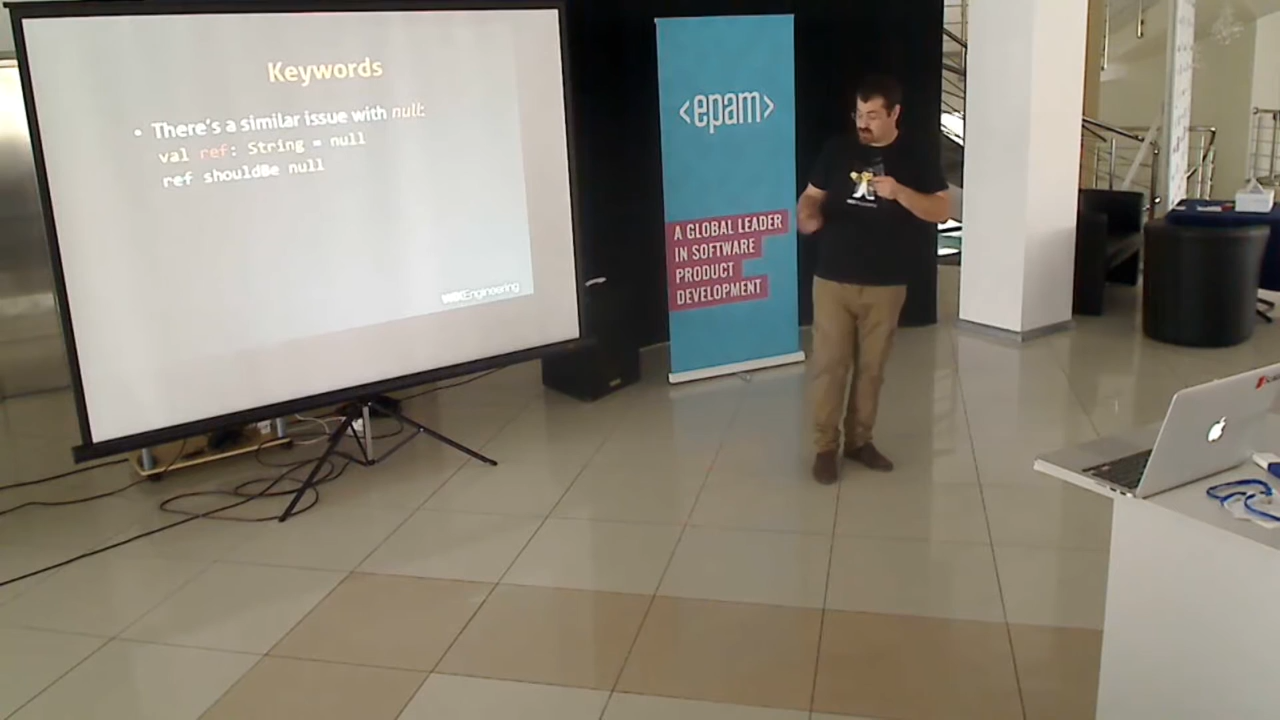 Keywords
• There's a similar issue with null:
val ref: String = null
ref shouldBe null
WIXEngineering
<epam>
A GLOBAL LEADER
IN SOFTWARE
PRODUCT
DEVELOPMENT